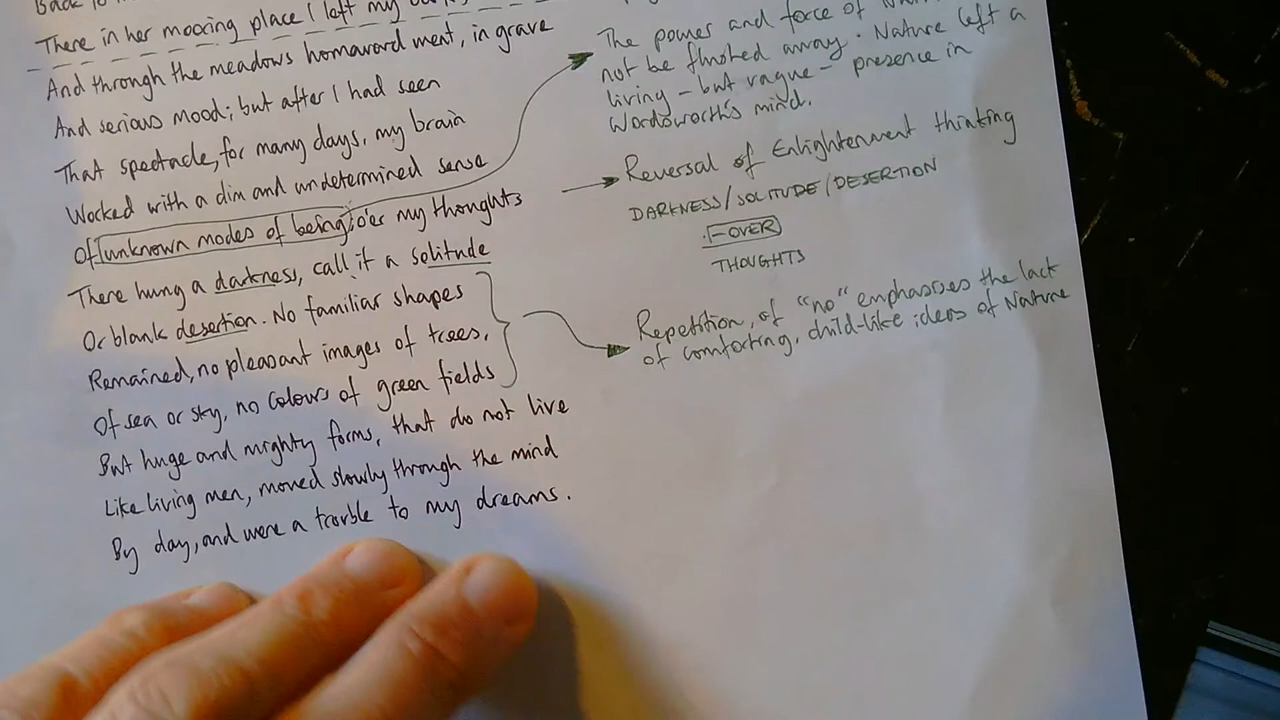 Back to
There in her mooring place I left my
And through the meadows homeward went, in grave
And serious mood; but after I had seen
That spectacle, for many days, my brain
Worked with a dim and undetermined sense
Of unknown modes of being; o'er my thoughts
There hung a darkness, call it a solitude
Or blank desertion. No familiar shapes
Remained, no pleasant images of trees,
Of sea or sky, no colours of green fields
But huge and mighty forms, that do not live
Like living men, moved slowly through the mind
By day, and were a trouble to my dreams.
The power and force of
not be flushed away. Nature left a
living - but vague - presence in
Wordsworth's mind.
Reversal of Enlightenment thinking
DARKNESS/SOLITUDE/DESERTION
OVER
THOUGHTS
Repetition of "no" emphasises the lack
of comforting, child-like ideas of Nature